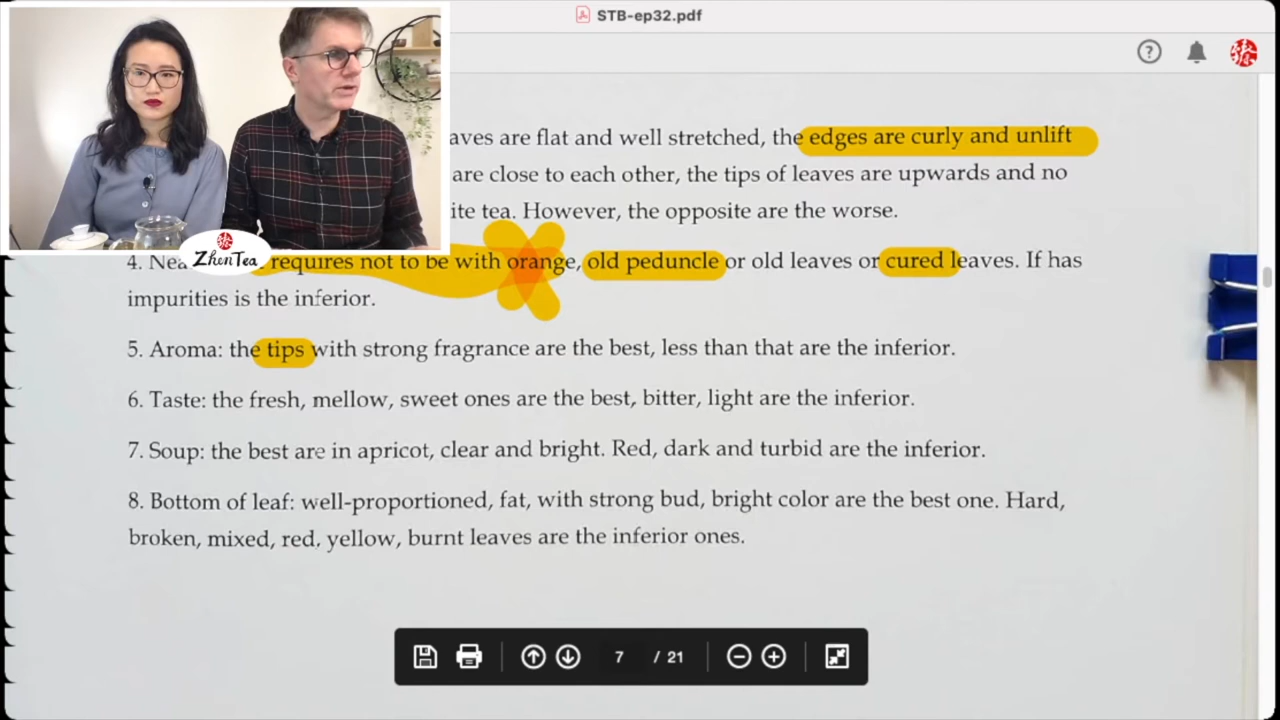 STB-ep32.pdf
eaves are flat and well stretched, the edges are curly and unlift
are close to each other, the tips of leaves are upwards and no
ite tea. However, the opposite are the worse.
4. Nea requires not to be with orange, old peduncle or old leaves or cured leaves. If has
impurities is the inferior.
5. Aroma: the tips with strong fragrance are the best, less than that are the inferior.
6. Taste: the fresh, mellow, sweet ones are the best, bitter, light are the inferior.
7. Soup: the best are in apricot, clear and bright. Red, dark and turbid are the inferior.
8. Bottom of leaf: well-proportioned, fat, with strong bud, bright color are the best one. Hard,
broken, mixed, red, yellow, burnt leaves are the inferior ones.
ZhenTea
7 / 21